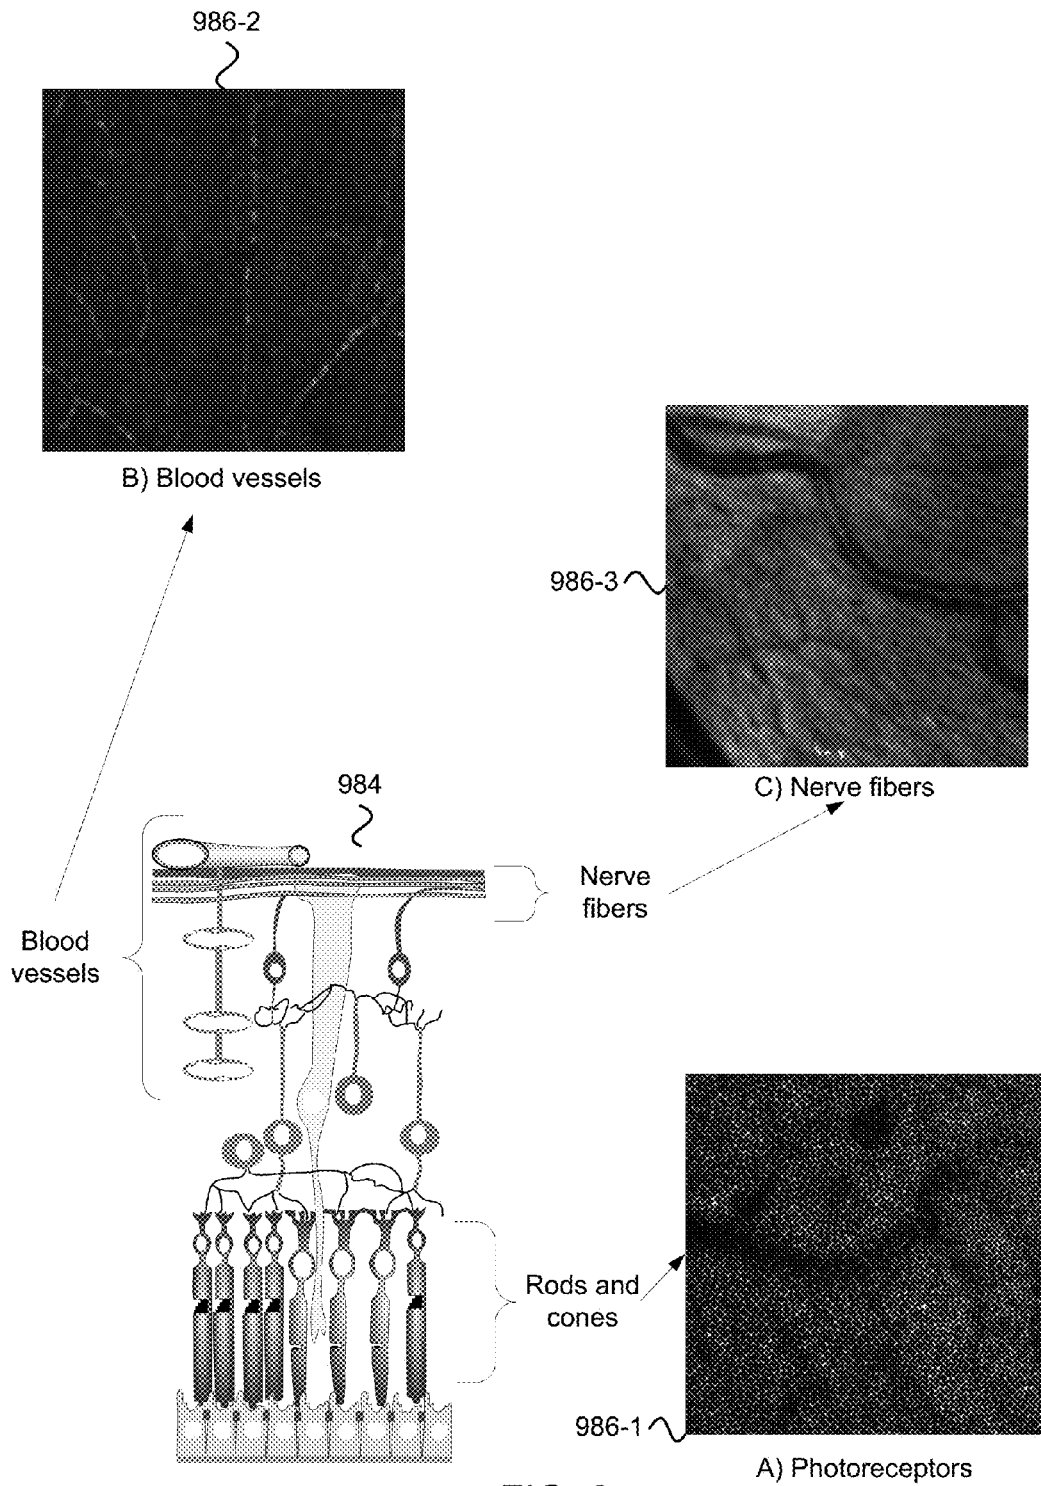 986-2
B) Blood vessels
986-3
C) Nerve fibers
984
Nerve
fibers
Blood
vessels
Rods and
cones
986-1
A) Photoreceptors